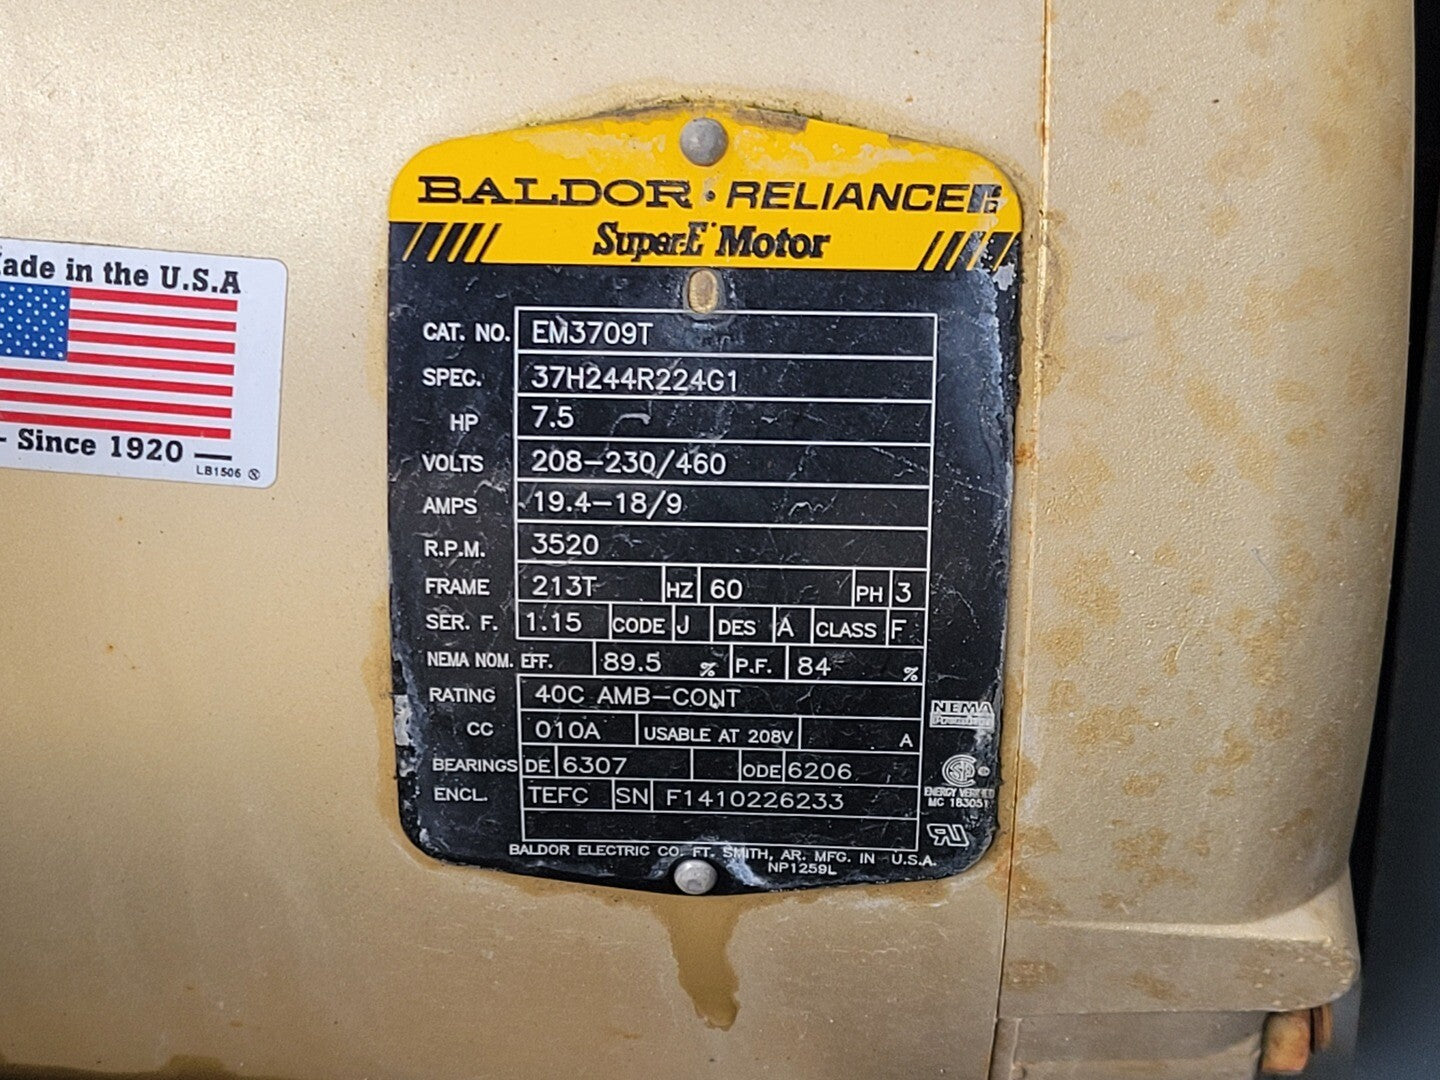 BALDOR · RELIANCE
Super-E Motor
CAT. NO. EM3709T
SPEC. 37H244R224G1
HP 7.5
VOLTS 208-230/460
AMPS 19.4-18/9
R.P.M. 3520
FRAME 213T HZ 60 PH 3
SER. F. 1.15 CODE J DES A CLASS F
NEMA NOM. EFF. 89.5 % P.F. 84 %
RATING 40C AMB-CONT
CC 010A USABLE AT 208V A
BEARINGS DE 6307 ODE 6206
ENCL. TEFC SN F1410226233
BALDOR ELECTRIC CO. FT. SMITH, AR. MFG. IN U.S.A.
NP1259L
NEMA
Premium
ENERGY VERIFIED
MC 183051
ade in the U.S.A
- Since 1920 —
LB1506